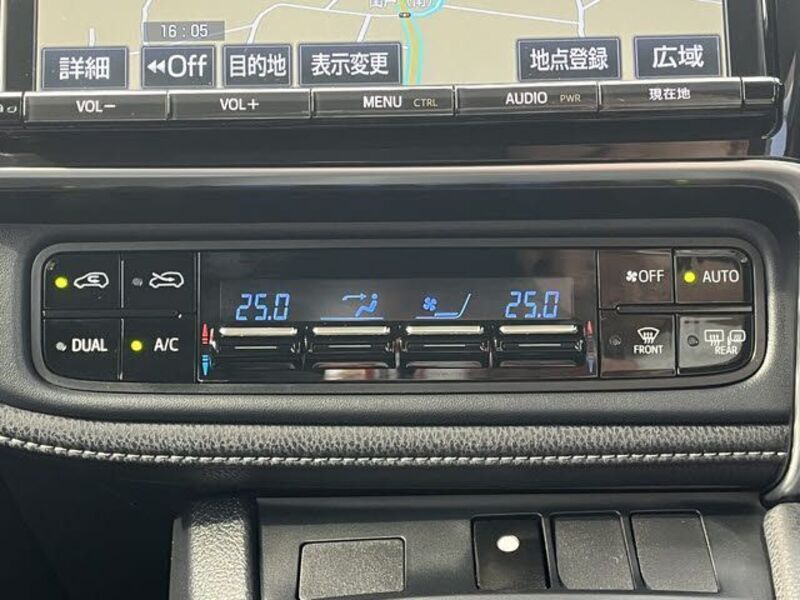 16:05
詳細 ◀◀Off 目的地 表示変更 地点登録 広域
VOL− VOL+ MENU CTRL AUDIO PWR 現在地
OFF AUTO
25.0 25.0
DUAL A/C FRONT REAR